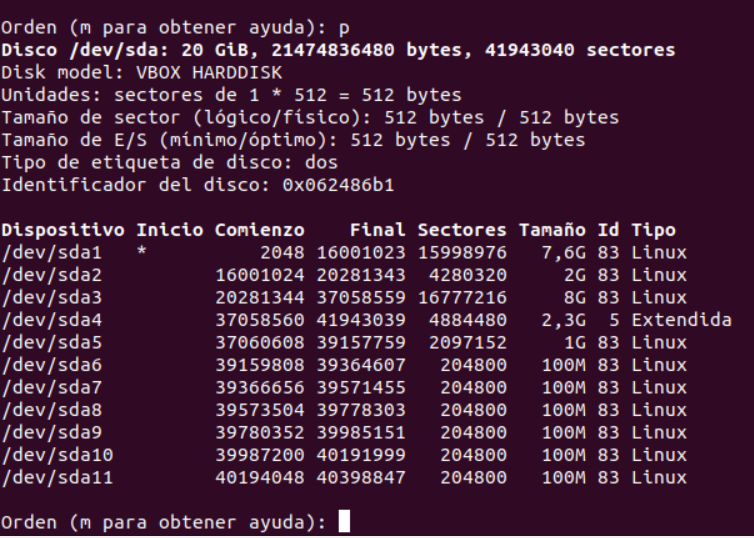 Orden (m para obtener ayuda): p
Disco /dev/sda: 20 GiB, 21474836480 bytes, 41943040 sectores
Disk model: VBOX HARDDISK
Unidades: sectores de 1 * 512 = 512 bytes
Tamaño de sector (lógico/físico): 512 bytes / 512 bytes
Tamaño de E/S (mínimo/óptimo): 512 bytes / 512 bytes
Tipo de etiqueta de disco: dos
Identificador del disco: 0x062486b1
Dispositivo Inicio Comienzo Final Sectores Tamaño Id Tipo
/dev/sda1 * 2048 16001023 15998976 7,6G 83 Linux
/dev/sda2 16001024 20281343 4280320 2G 83 Linux
/dev/sda3 20281344 37058559 16777216 8G 83 Linux
/dev/sda4 37058560 41943039 4884480 2,3G 5 Extendida
/dev/sda5 37060608 39157759 2097152 1G 83 Linux
/dev/sda6 39159808 39364607 204800 100M 83 Linux
/dev/sda7 39366656 39571455 204800 100M 83 Linux
/dev/sda8 39573504 39778303 204800 100M 83 Linux
/dev/sda9 39780352 39985151 204800 100M 83 Linux
/dev/sda10 39987200 40191999 204800 100M 83 Linux
/dev/sda11 40194048 40398847 204800 100M 83 Linux
Orden (m para obtener ayuda):